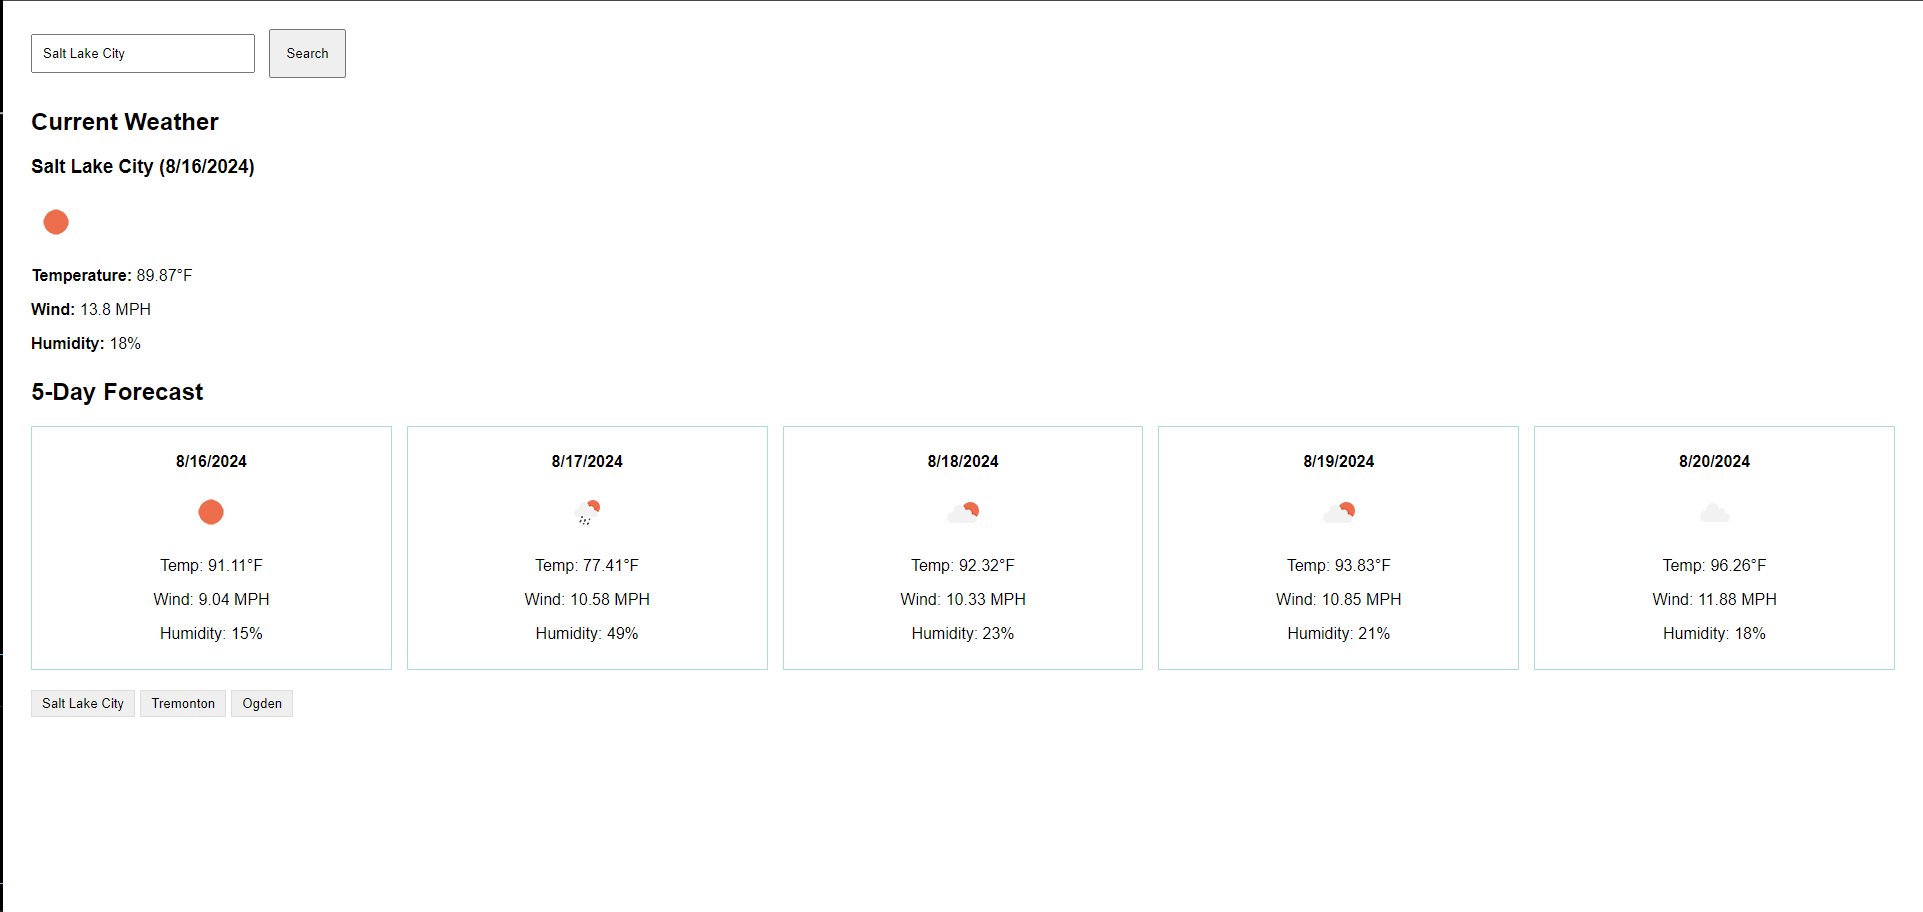 Salt Lake City Search
Current Weather
Salt Lake City (8/16/2024)
Temperature: 89.87°F
Wind: 13.8 MPH
Humidity: 18%
5-Day Forecast
8/16/2024
Temp: 91.11°F
Wind: 9.04 MPH
Humidity: 15%
8/17/2024
Temp: 77.41°F
Wind: 10.58 MPH
Humidity: 49%
8/18/2024
Temp: 92.32°F
Wind: 10.33 MPH
Humidity: 23%
8/19/2024
Temp: 93.83°F
Wind: 10.85 MPH
Humidity: 21%
8/20/2024
Temp: 96.26°F
Wind: 11.88 MPH
Humidity: 18%
Salt Lake City Tremonton Ogden